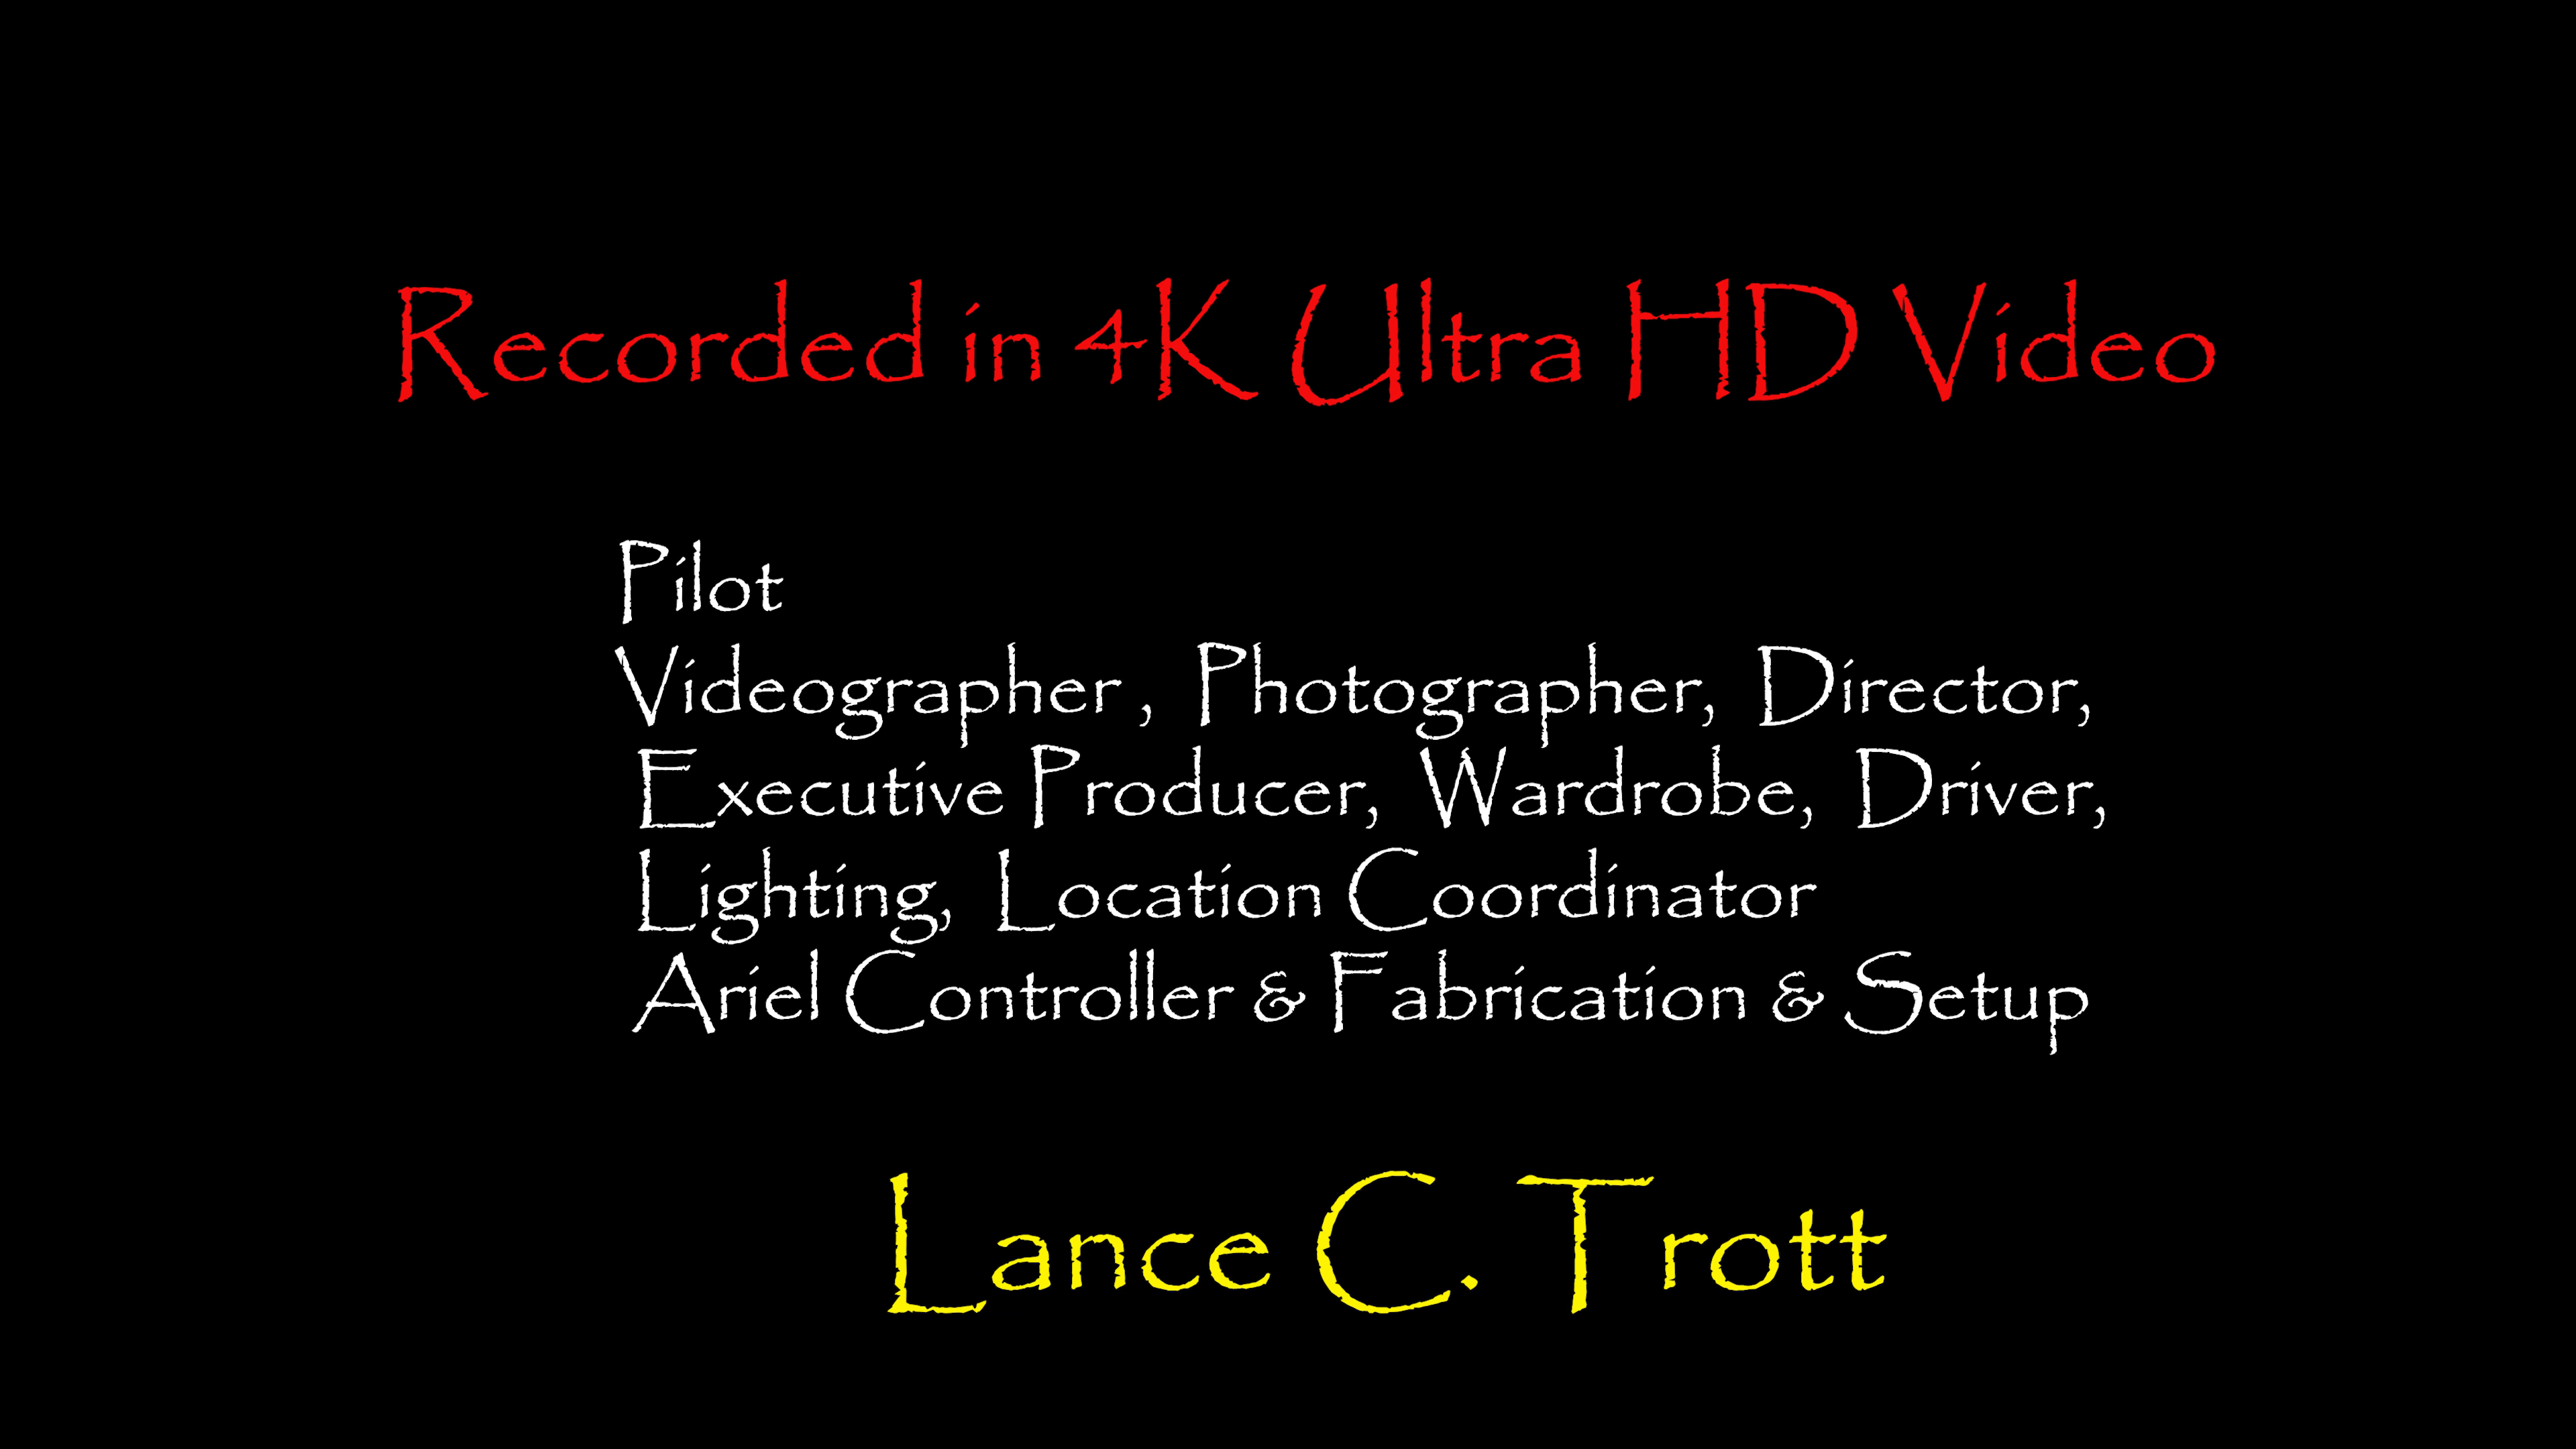 Recorded in 4K Ultra HD Video
Pilot
Videographer , Photographer, Director,
Executive Producer, Wardrobe, Driver,
Lighting, Location Coordinator
Ariel Controller & Fabrication & Setup
Lance C. Trott